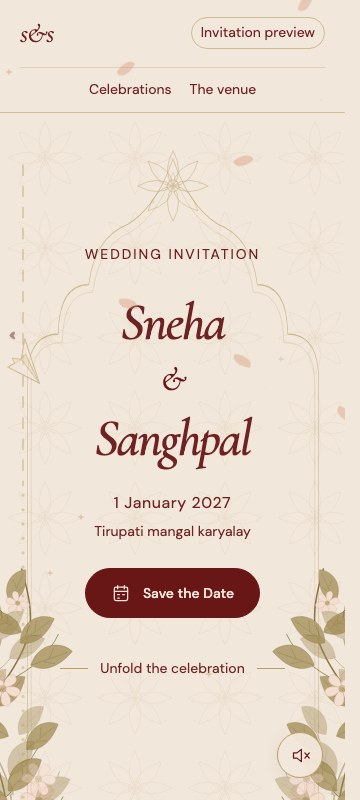 s&s
Invitation preview
Celebrations The venue
WEDDING INVITATION
Sneha
&
Sanghpal
1 January 2027
Tirupati mangal karyalay
Save the Date
Unfold the celebration